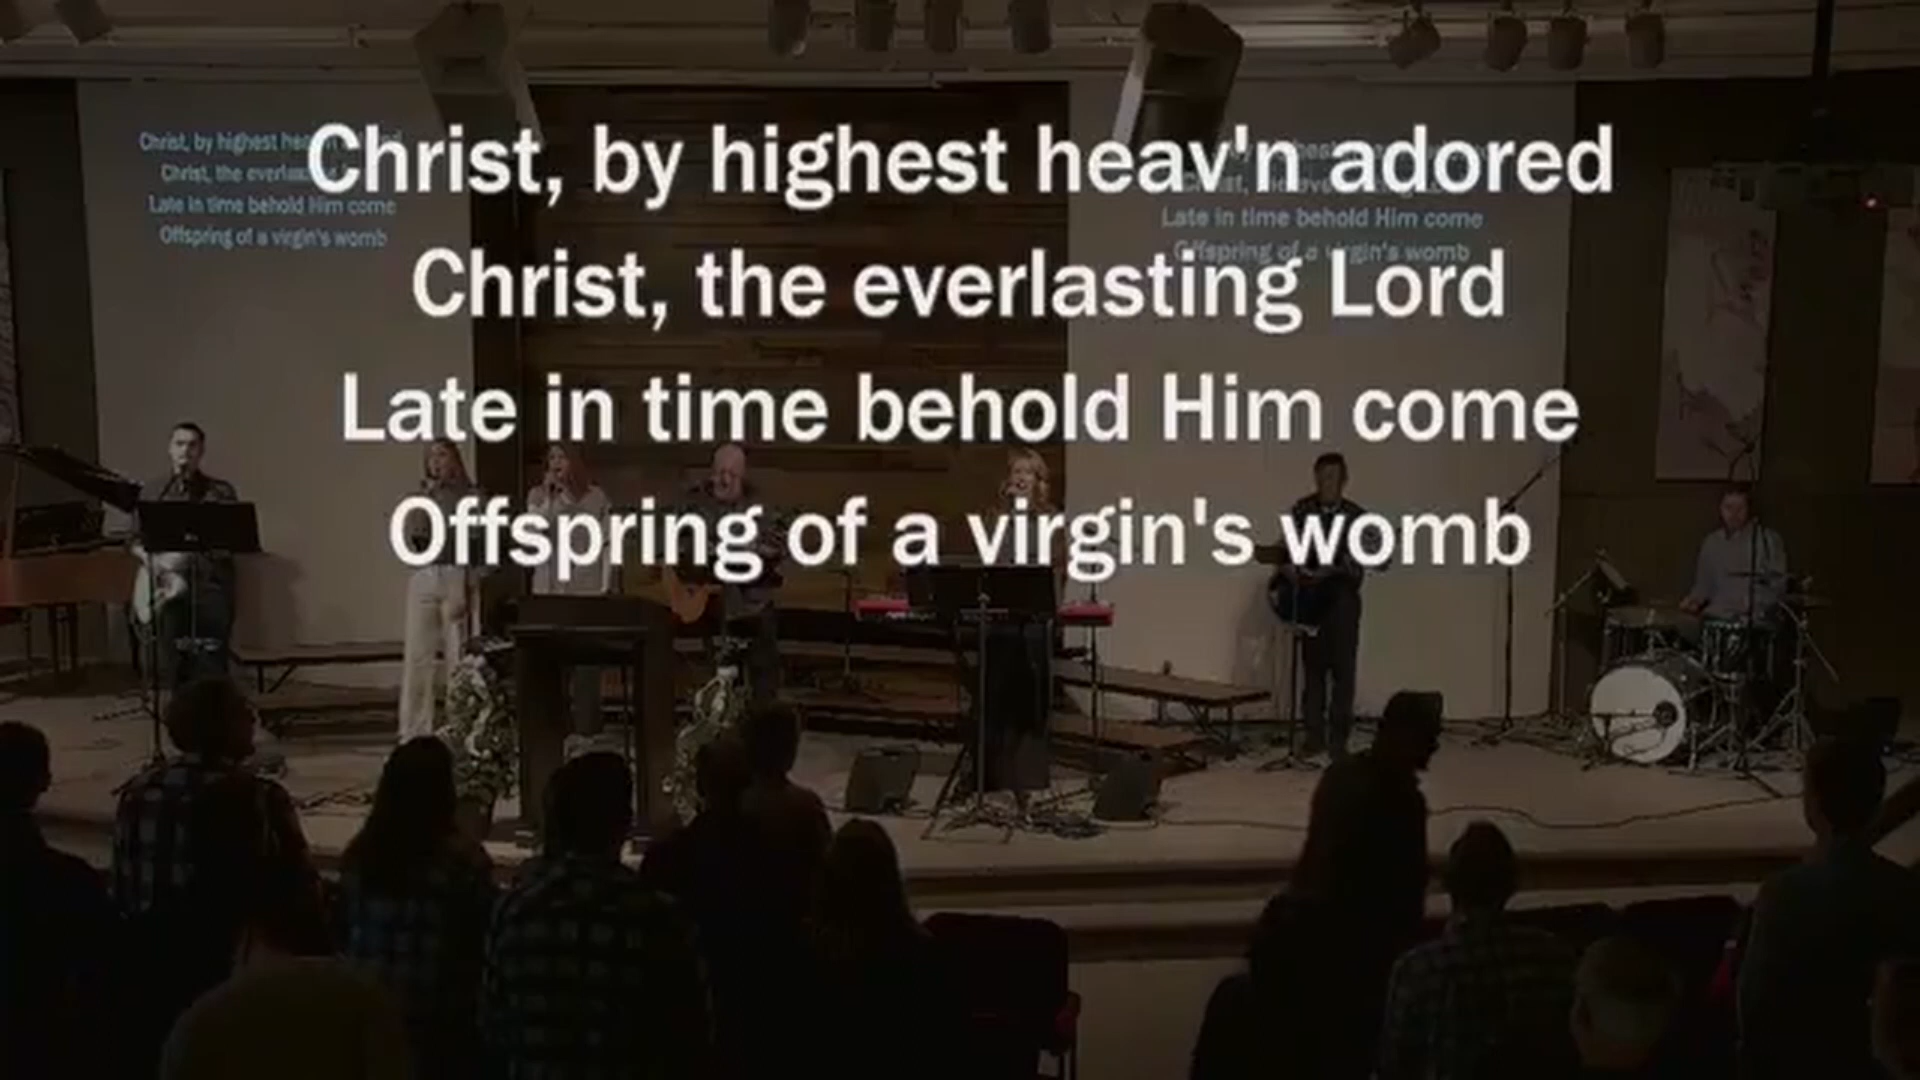 Christ, by highest heav'n adored
Christ, the everlasting Lord
Late in time behold Him come
Offspring of a virgin's womb
Christ, by highest
Christ, the
Late in time behold Him come
Offspring of a virgin's womb
Late in time behold Him come
Offspring of a virgin's womb